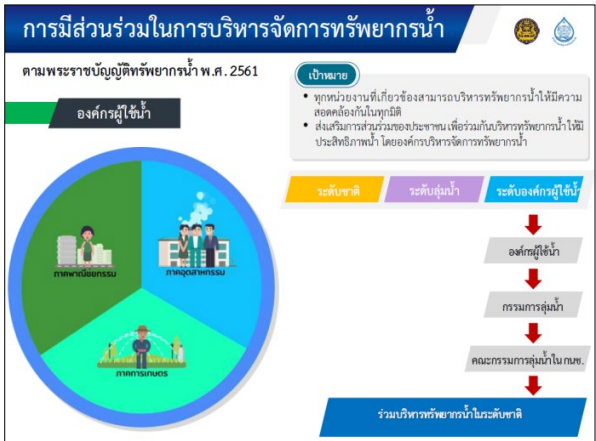 การมีส่วนร่วมในการบริหารจัดการทรัพยากรน้ำ
ตามพระราชบัญญัติทรัพยากรน้ำ พ.ศ. 2561
องค์กรผู้ใช้น้ำ
ภาคพาณิชยกรรม
ภาคอุตสาหกรรม
ภาคการเกษตร
เป้าหมาย
• ทุกหน่วยงานที่เกี่ยวข้องสามารถบริหารทรัพยากรน้ำให้มีความ
สอดคล้องกันในทุกมิติ
• ส่งเสริมการส่วนร่วมของประชาชน เพื่อร่วมกันบริหารทรัพยากรน้ำ ให้มี
ประสิทธิภาพน้ำ โดยองค์กรบริหารจัดการทรัพยากรน้ำ
ระดับชาติ
ระดับลุ่มน้ำ
ระดับองค์กรผู้ใช้น้ำ
องค์กรผู้ใช้น้ำ
กรรมการลุ่มน้ำ
คณะกรรมการลุ่มน้ำใน กนช.
ร่วมบริหารทรัพยากรน้ำในระดับชาติ